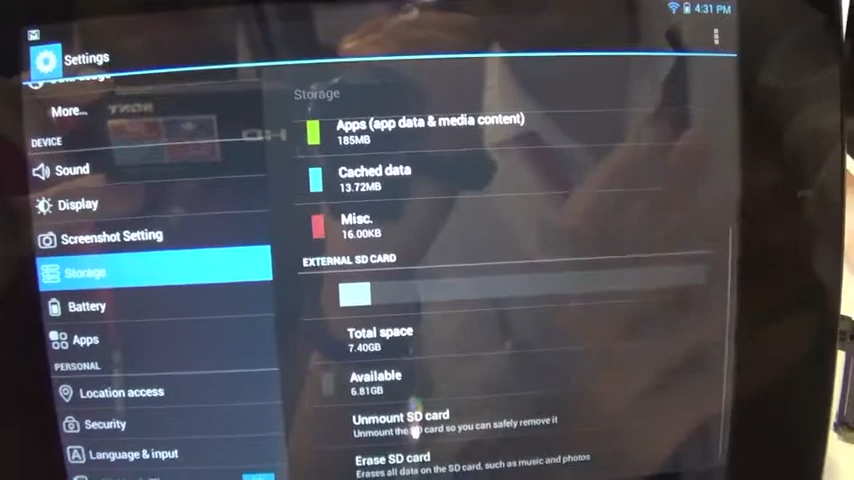 4:31 PM
Settings
More...
DEVICE
Sound
Display
Screenshot Setting
Storage
Battery
Apps
PERSONAL
Location access
Security
Language & input
Storage
Apps (app data & media content)
185MB
Cached data
13.72MB
Misc.
16.00KB
EXTERNAL SD CARD
Total space
7.40GB
Available
6.81GB
Unmount SD card
Unmount the SD card so you can safely remove it
Erase SD card
Erases all data on the SD card, such as music and photos